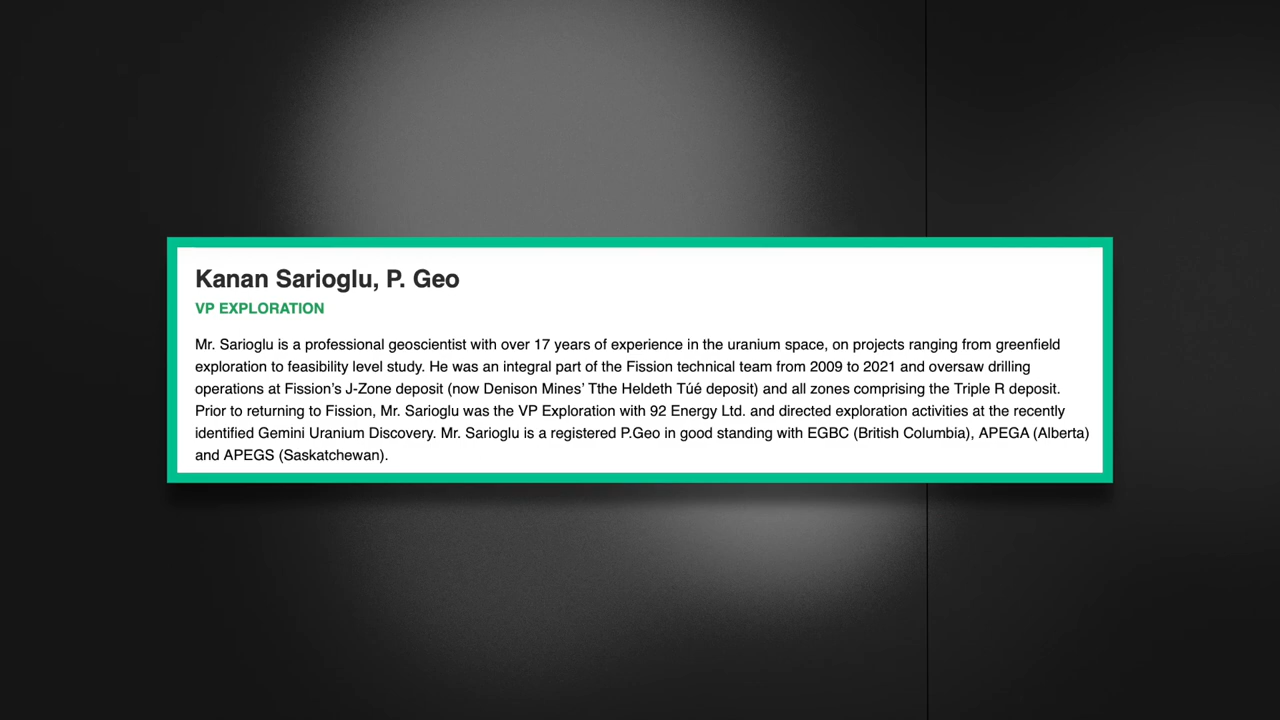 Kanan Sarioglu, P. Geo
VP EXPLORATION
Mr. Sarioglu is a professional geoscientist with over 17 years of experience in the uranium space, on projects ranging from greenfield
exploration to feasibility level study. He was an integral part of the Fission technical team from 2009 to 2021 and oversaw drilling
operations at Fission’s J-Zone deposit (now Denison Mines’ Tthe Heldeth Túé deposit) and all zones comprising the Triple R deposit.
Prior to returning to Fission, Mr. Sarioglu was the VP Exploration with 92 Energy Ltd. and directed exploration activities at the recently
identified Gemini Uranium Discovery. Mr. Sarioglu is a registered P.Geo in good standing with EGBC (British Columbia), APEGA (Alberta)
and APEGS (Saskatchewan).